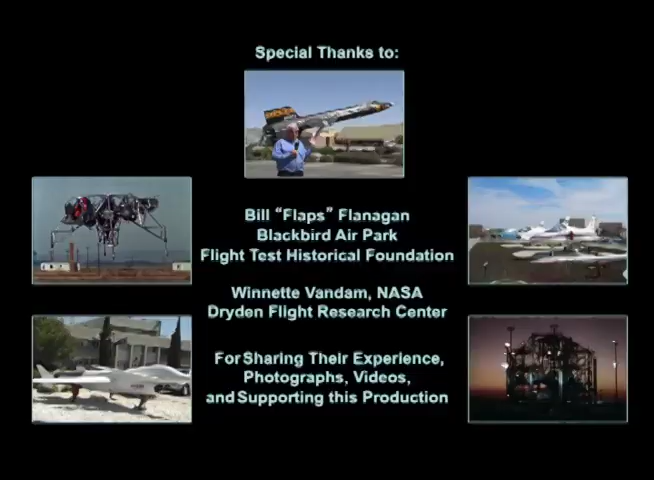 Special Thanks to:
Bill “Flaps” Flanagan
Blackbird Air Park
Flight Test Historical Foundation
Winnette Vandam, NASA
Dryden Flight Research Center
For Sharing Their Experience,
Photographs, Videos,
and Supporting this Production